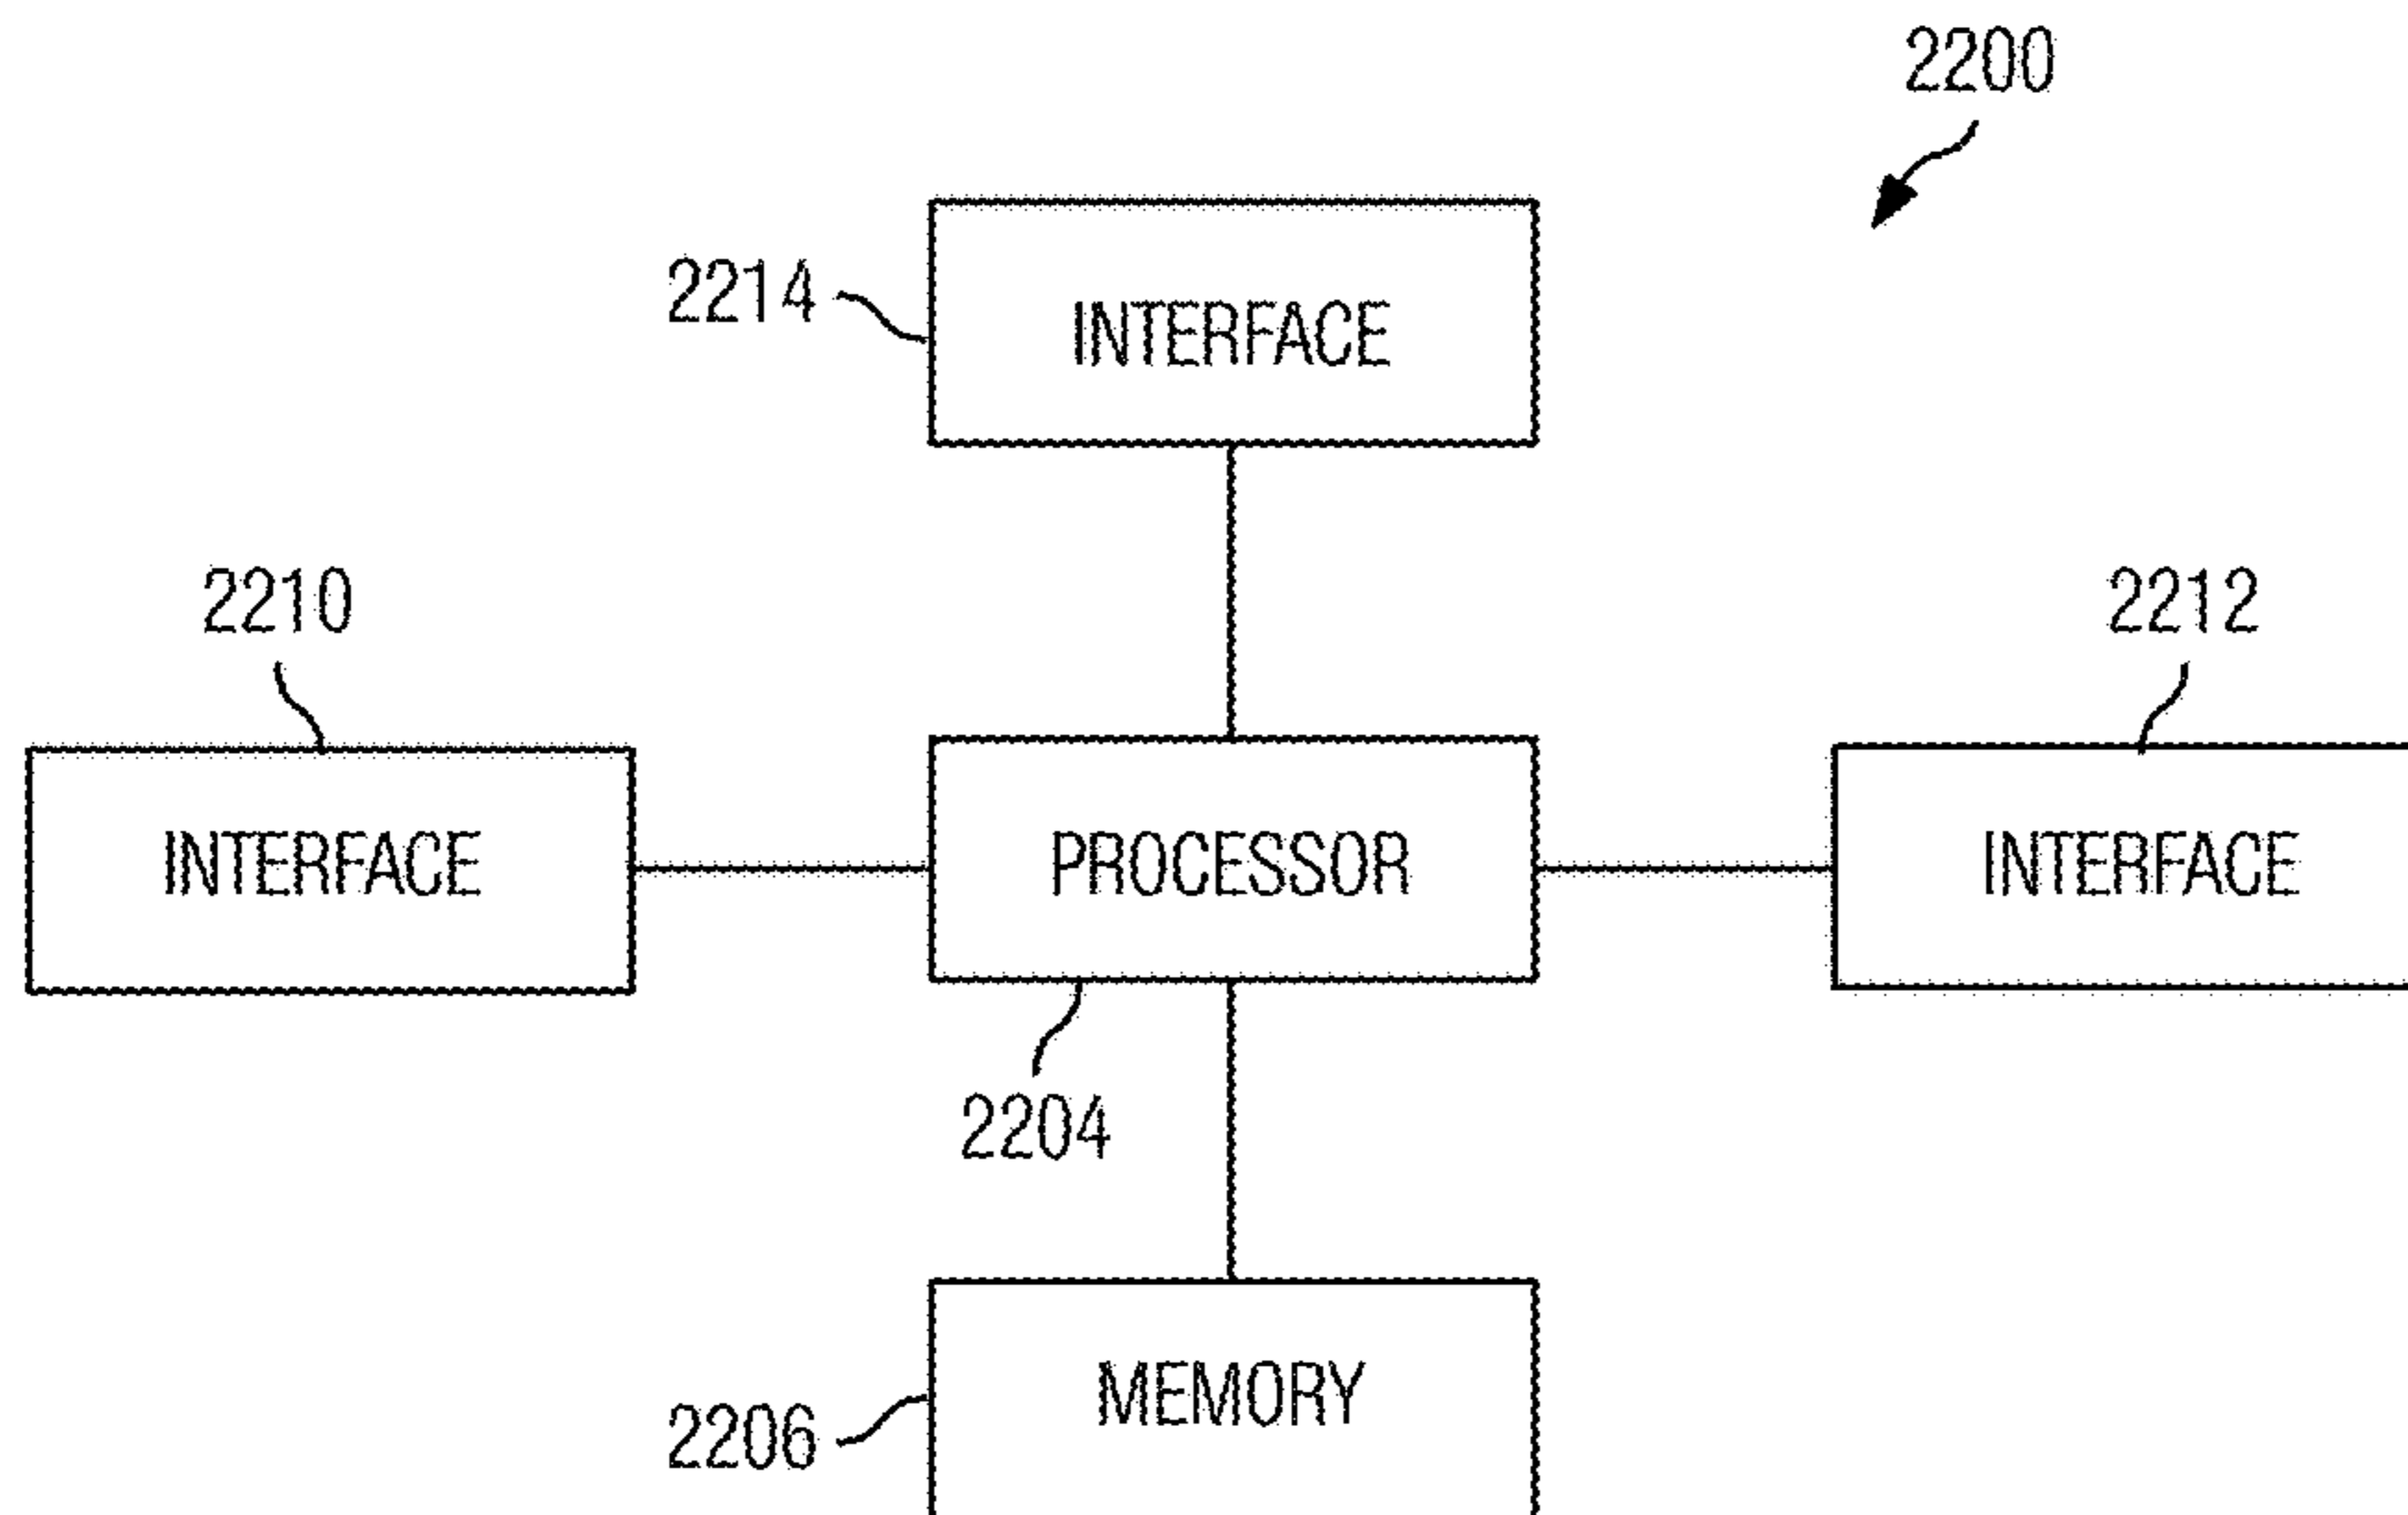 2200
2214
INTERFACE
2210
2212
INTERFACE
PROCESSOR
INTERFACE
2204
MEMORY
2206